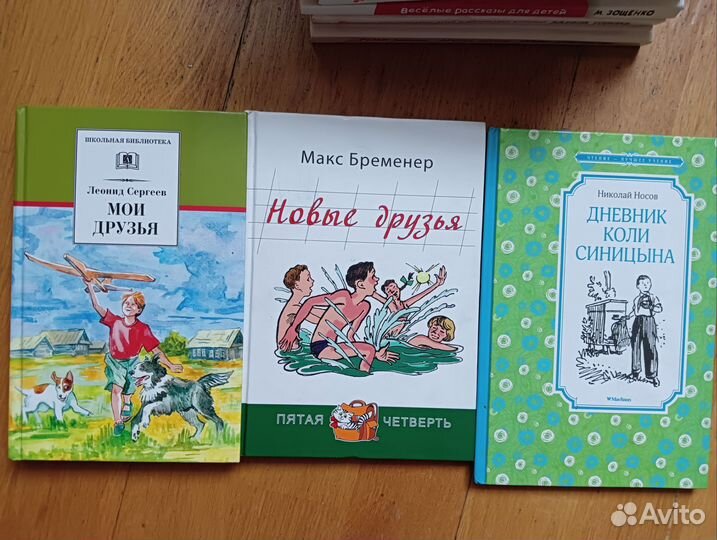 Весёлые рассказы для детей
М. ЗОЩЕНКО
ШКОЛЬНАЯ БИБЛИОТЕКА
Леонид Сергеев
МОИ
ДРУЗЬЯ
Макс Бременер
Новые друзья
ПЯТАЯ ЧЕТВЕРТЬ
ЧТЕНИЕ – ЛУЧШЕЕ УЧЕНИЕ
Николай Носов
ДНЕВНИК
КОЛИ
СИНИЦЫНА
Machaon
Avito